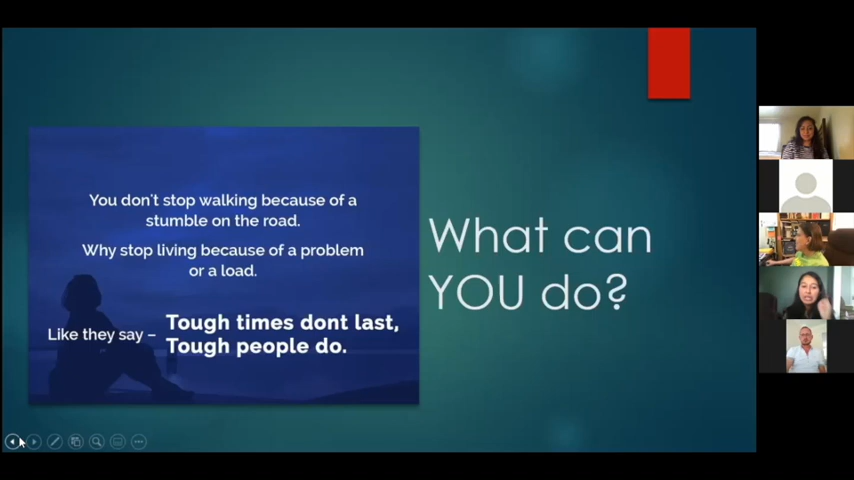 You don't stop walking because of a
stumble on the road.
Why stop living because of a problem
or a load.
Like they say –
Tough times dont last,
Tough people do.
What can
YOU do?